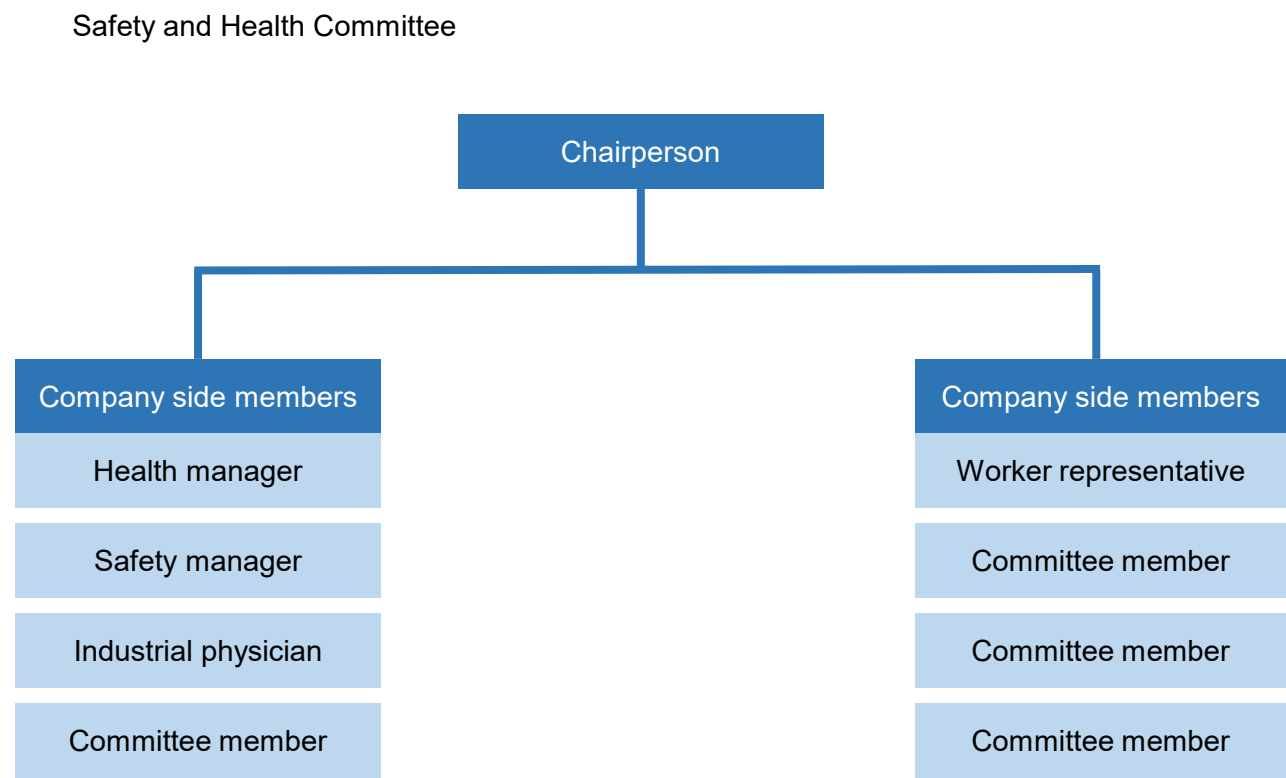 Safety and Health Committee
Chairperson
Company side members
Health manager
Safety manager
Industrial physician
Committee member
Company side members
Worker representative
Committee member
Committee member
Committee member